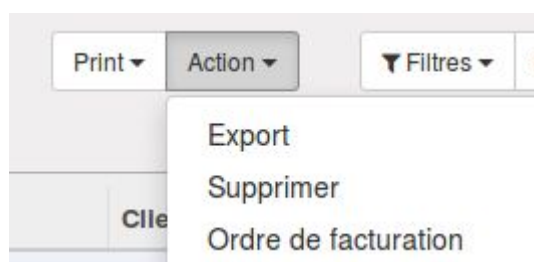 Print Action Filtres
Export
Supprimer
Clie
Ordre de facturation